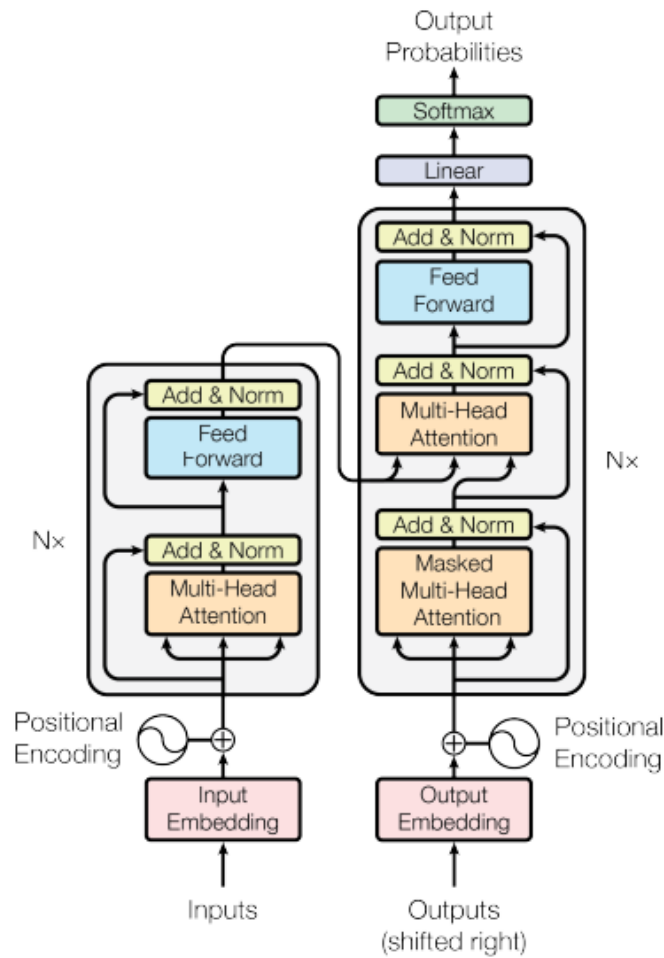 Output
Probabilities
Softmax
Linear
Add & Norm
Feed
Forward
Add & Norm
Multi-Head
Attention
Add & Norm
Masked
Multi-Head
Attention
Nx
Add & Norm
Feed
Forward
Add & Norm
Multi-Head
Attention
Nx
Positional
Encoding
Positional
Encoding
Input
Embedding
Output
Embedding
Inputs
Outputs
(shifted right)